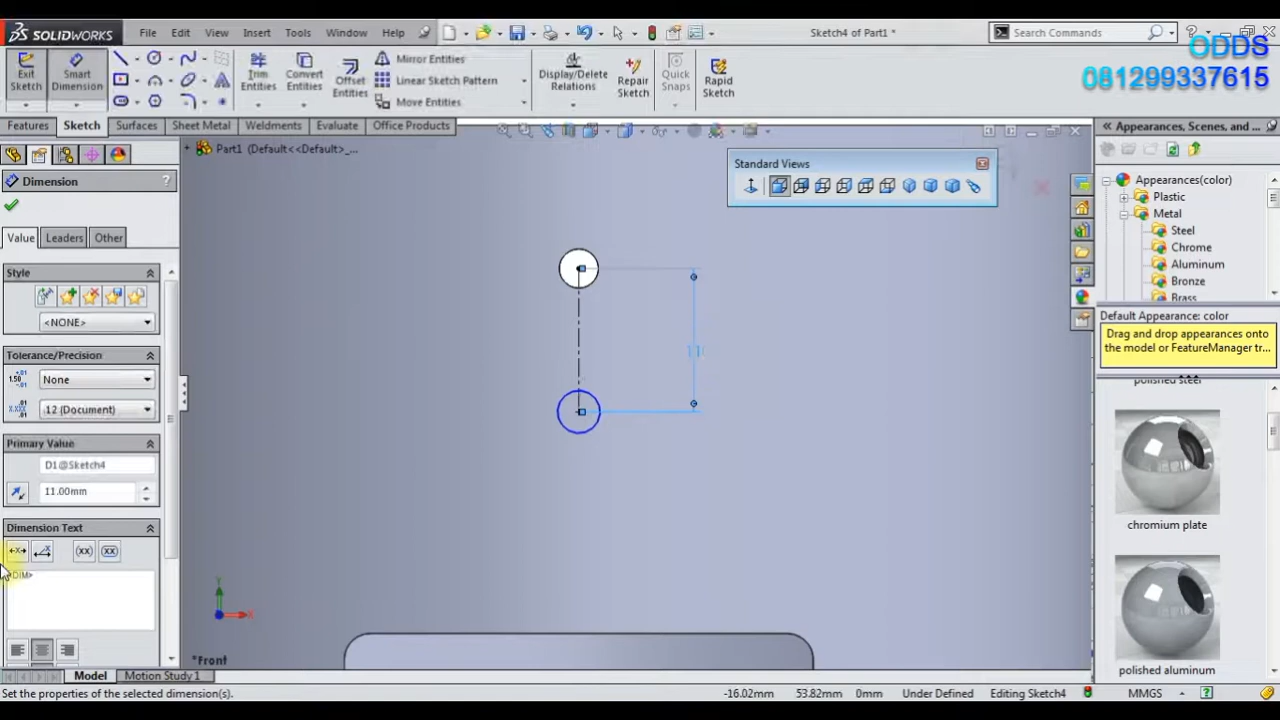 SOLIDWORKS File Edit View Insert Tools Window Help Sketch4 of Part1 * Search Commands
ODDS
081299337615
Exit Sketch Smart Dimension Trim Entities Convert Entities Offset Entities Mirror Entities Linear Sketch Pattern Move Entities Display/Delete Relations Repair Sketch Quick Snaps Rapid Sketch
Features Sketch Surfaces Sheet Metal Weldments Evaluate Office Products
Part1 (Default<<Default>_...
Appearances, Scenes, and ...
Standard Views
Dimension ?
Appearances(color)
Plastic
Metal
Steel
Chrome
Aluminum
Bronze
Brass
Value Leaders Other
Style
<NONE>
Default Appearance: color
Drag and drop appearances onto
the model or FeatureManager tr...
Tolerance/Precision
None
.12 (Document)
polished steel
Primary Value
D1@Sketch4
11.00mm
chromium plate
Dimension Text
<DIM>
Y
X
*Front
polished aluminum
Model Motion Study 1
Set the properties of the selected dimension(s). -16.02mm 53.82mm 0mm Under Defined Editing Sketch4 MMGS